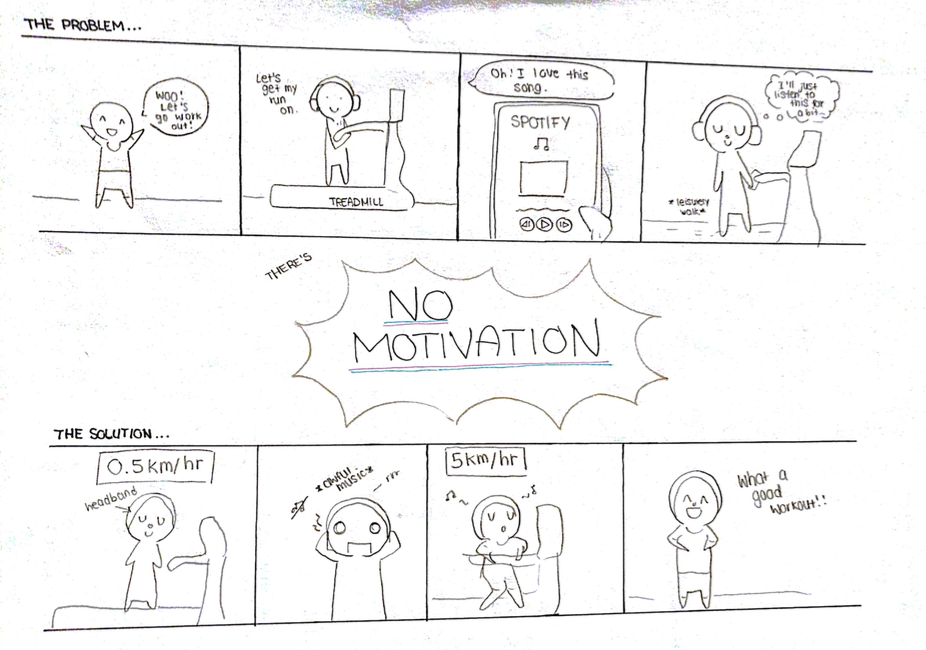 THE PROBLEM...
WOO!
Let's
go work
out!
Let's
get my
run
on.
TREADMILL
Oh! I love this
song.
SPOTIFY
I'll just
listen to
this for
a bit~
*leisurely
walk*
THERE'S
NO
MOTIVATION
THE SOLUTION...
0.5km/hr
headband
*awful
music*
5km/hr
What a
good
workout!!